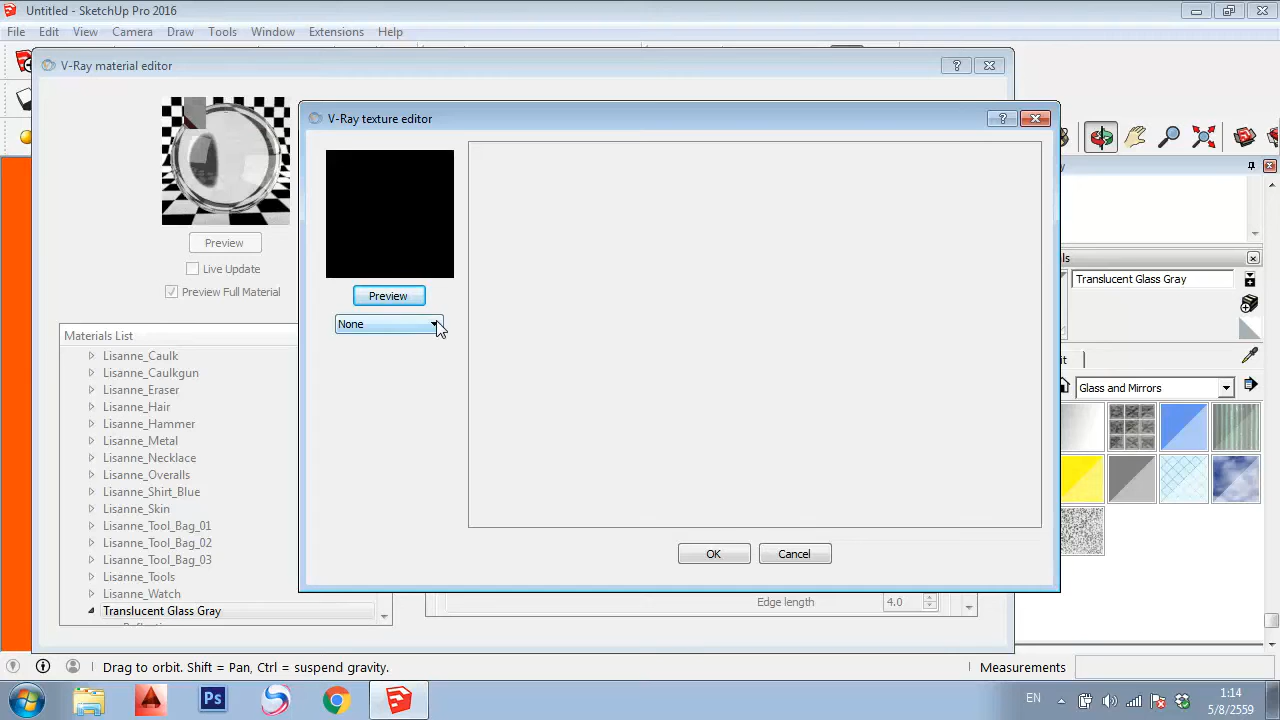 Untitled - SketchUp Pro 2016
File Edit View Camera Draw Tools Window Extensions Help
V-Ray material editor
V-Ray texture editor
Preview
Live Update
Preview Full Material
Materials List
Lisanne_Caulk
Lisanne_Caulkgun
Lisanne_Eraser
Lisanne_Hair
Lisanne_Hammer
Lisanne_Metal
Lisanne_Necklace
Lisanne_Overalls
Lisanne_Shirt_Blue
Lisanne_Skin
Lisanne_Tool_Bag_01
Lisanne_Tool_Bag_02
Lisanne_Tool_Bag_03
Lisanne_Tools
Lisanne_Watch
Translucent Glass Gray
Preview
None
OK Cancel
Edge length 4.0
Translucent Glass Gray
Glass and Mirrors
Drag to orbit. Shift = Pan, Ctrl = suspend gravity.
Measurements
Ps
EN
1:14
5/8/2559